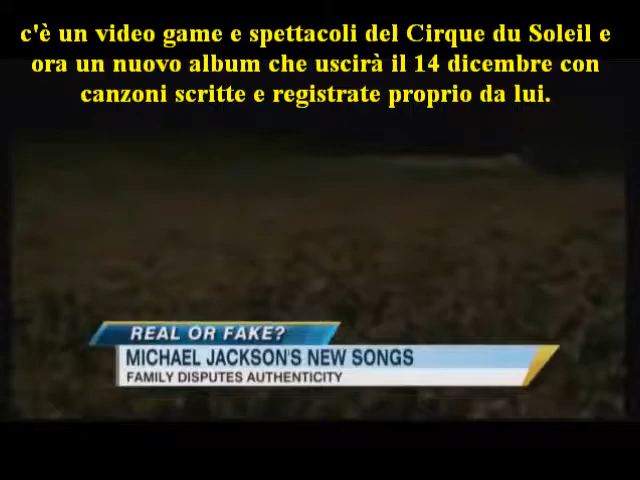 c'è un video game e spettacoli del Cirque du Soleil e
ora un nuovo album che uscirà il 14 dicembre con
canzoni scritte e registrate proprio da lui.
REAL OR FAKE?
MICHAEL JACKSON'S NEW SONGS
FAMILY DISPUTES AUTHENTICITY